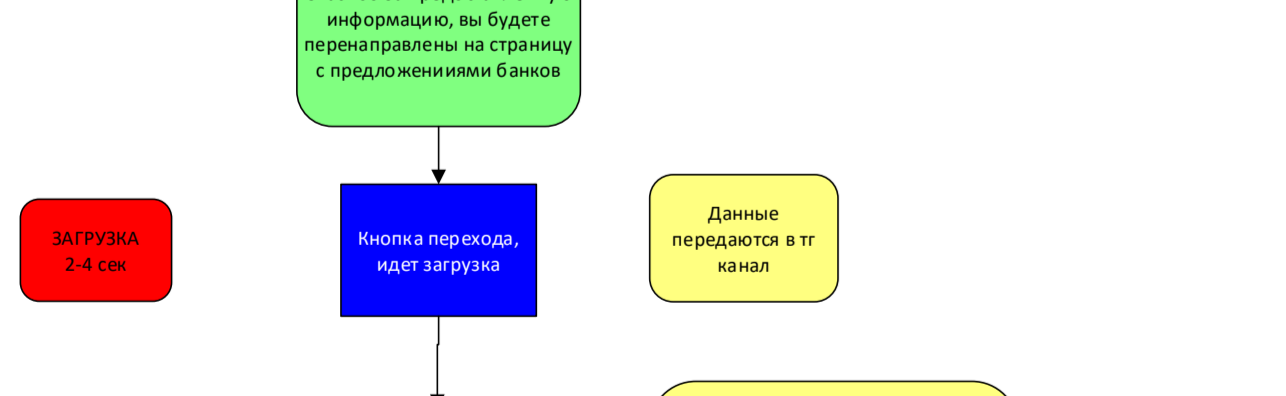 информацию, вы будете
перенаправлены на страницу
с предложенииями банков
ЗАГРУЗКА
2-4 сек
Кнопка перехода,
идет загрузка
Данные
передаются в тг
канал